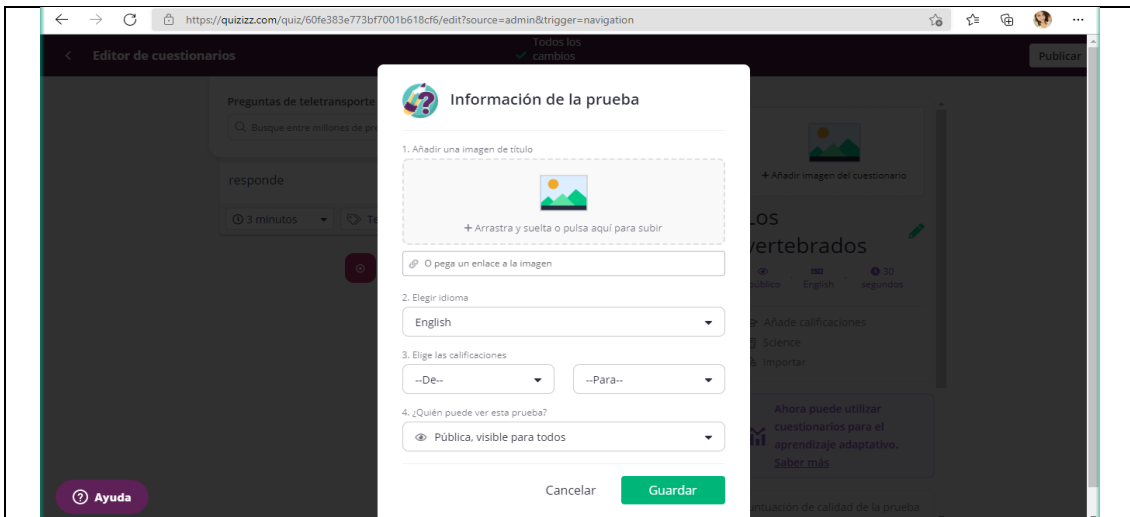 https://quizizz.com/quiz/60fe383e773bf7001b618cf6/edit?source=admin&trigger=navigation
Editor de cuestionarios
Todos los
cambios
Publicar
Preguntas de teletransporte
Busque entre millones de pre
responde
3 minutos
Te
Información de la prueba
1. Añadir una imagen de título
+ Arrastra y suelta o pulsa aquí para subir
O pega un enlace a la imagen
2. Elegir idioma
English
3. Elige las calificaciones
--De--
--Para--
4. ¿Quién puede ver esta prueba?
Pública, visible para todos
Cancelar
Guardar
+ Añadir imagen del cuestionario
Los
vertebrados
público
English
30
segundos
Añade calificaciones
Science
Importar
Ahora puede utilizar
cuestionarios para el
aprendizaje adaptativo.
Saber más
puntuación de calidad de la prueba
Ayuda